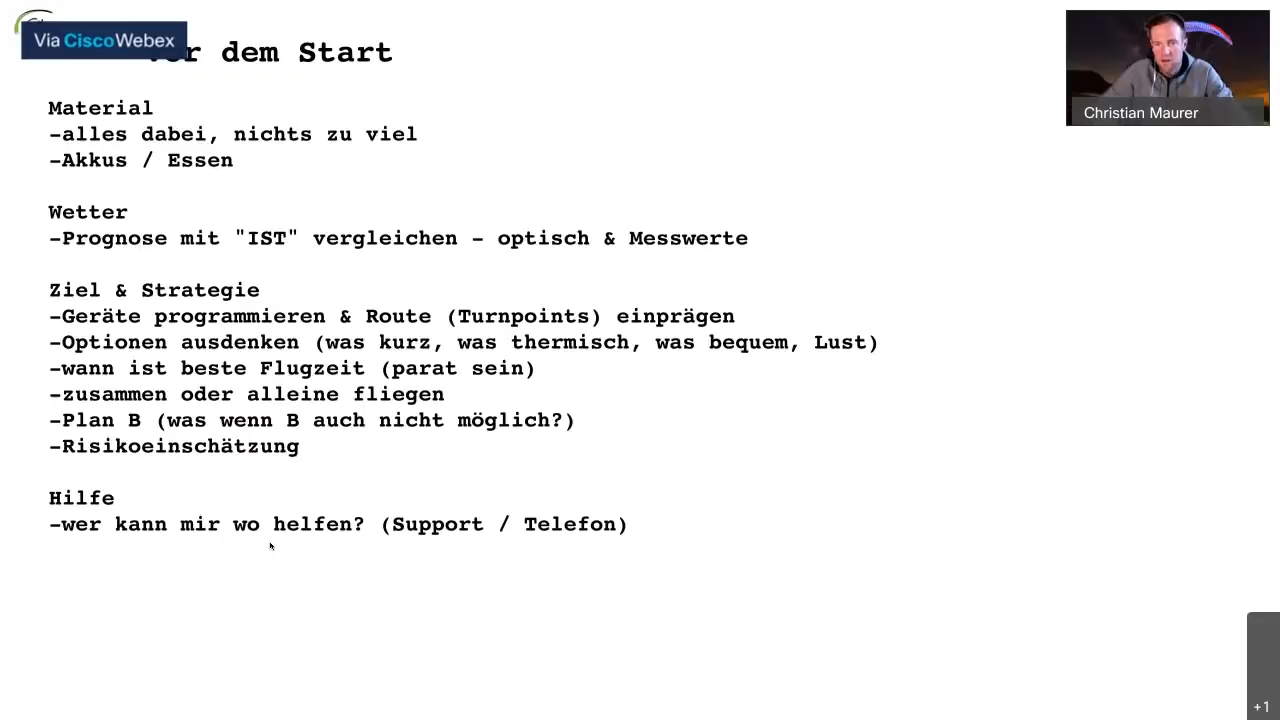 Via Cisco Webex
dem Start
Christian Maurer
Material
-alles dabei, nichts zu viel
-Akkus / Essen
Wetter
-Prognose mit "IST" vergleichen - optisch & Messwerte
Ziel & Strategie
-Geräte programmieren & Route (Turnpoints) einprägen
-Optionen ausdenken (was kurz, was thermisch, was bequem, Lust)
-wann ist beste Flugzeit (parat sein)
-zusammen oder alleine fliegen
-Plan B (was wenn B auch nicht möglich?)
-Risikoeinschätzung
Hilfe
-wer kann mir wo helfen? (Support / Telefon)
+1